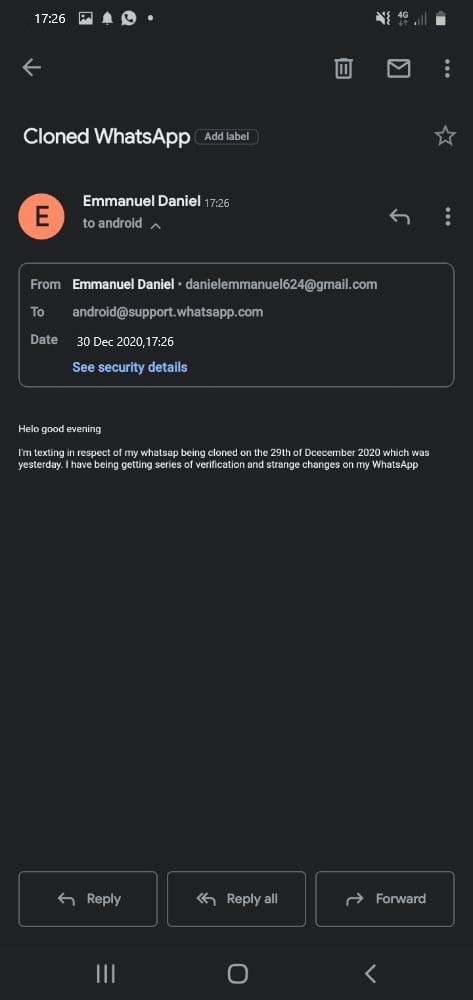 17:26
4G
Cloned WhatsApp Add label
E
Emmanuel Daniel 17:26
to android
From Emmanuel Daniel • danielemmanuel624@gmail.com
To android@support.whatsapp.com
Date 30 Dec 2020,17:26
See security details
Helo good evening
I'm texting in respect of my whatsap being cloned on the 29th of Dcecember 2020 which was
yesterday. I have being getting series of verification and strange changes on my WhatsApp
Reply Reply all Forward